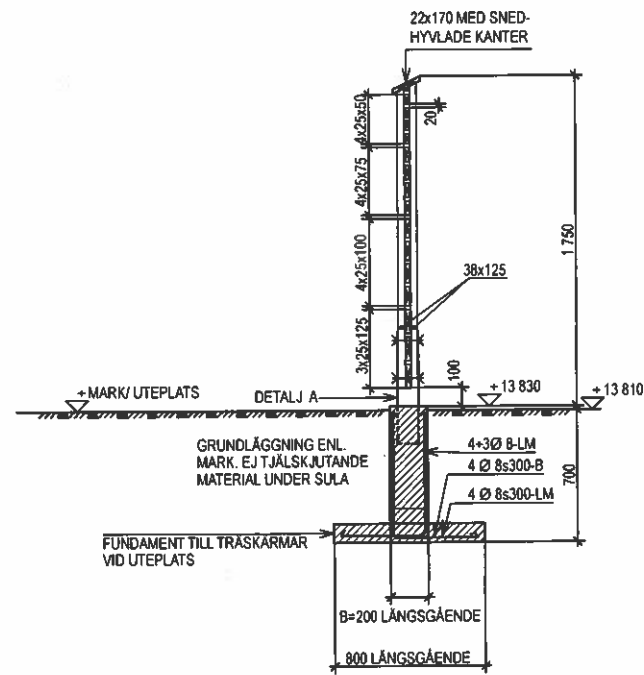 22x170 MED SNED-
HYVLADE KANTER
4x25x50
20
4x25x75
4x25x100
1 750
38x125
3x25x125
100
+ MARK/ UTEPLATS
DETALJ A
+ 13 830
+ 13 810
GRUNDLÄGGNING ENL.
MARK. EJ TJÄLSKJUTANDE
MATERIAL UNDER SULA
4+3Ø 8-LM
4 Ø 8s300-B
4 Ø 8s300-LM
700
FUNDAMENT TILL TRÄSKÄRMAR
VID UTEPLATS
B=200 LÄNGSGÅENDE
800 LÄNGSGÅENDE